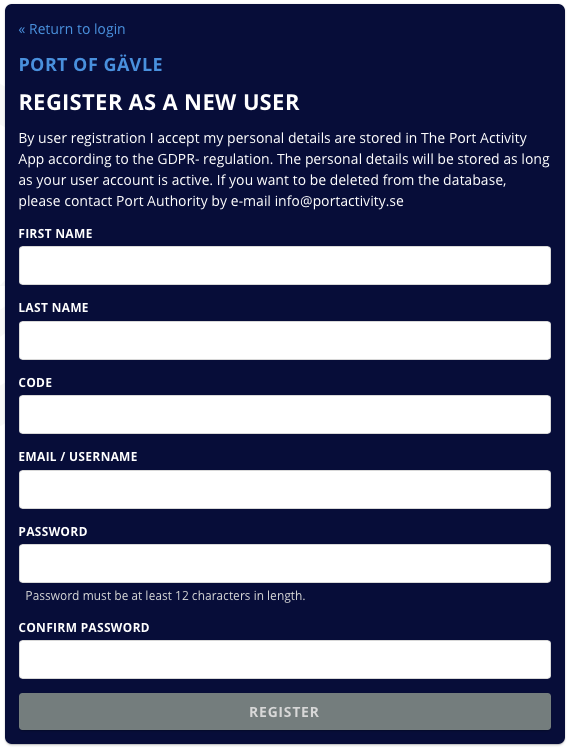 « Return to login
PORT OF GÄVLE
REGISTER AS A NEW USER
By user registration I accept my personal details are stored in The Port Activity
App according to the GDPR- regulation. The personal details will be stored as long
as your user account is active. If you want to be deleted from the database,
please contact Port Authority by e-mail info@portactivity.se
FIRST NAME
LAST NAME
CODE
EMAIL / USERNAME
PASSWORD
Password must be at least 12 characters in length.
CONFIRM PASSWORD
REGISTER